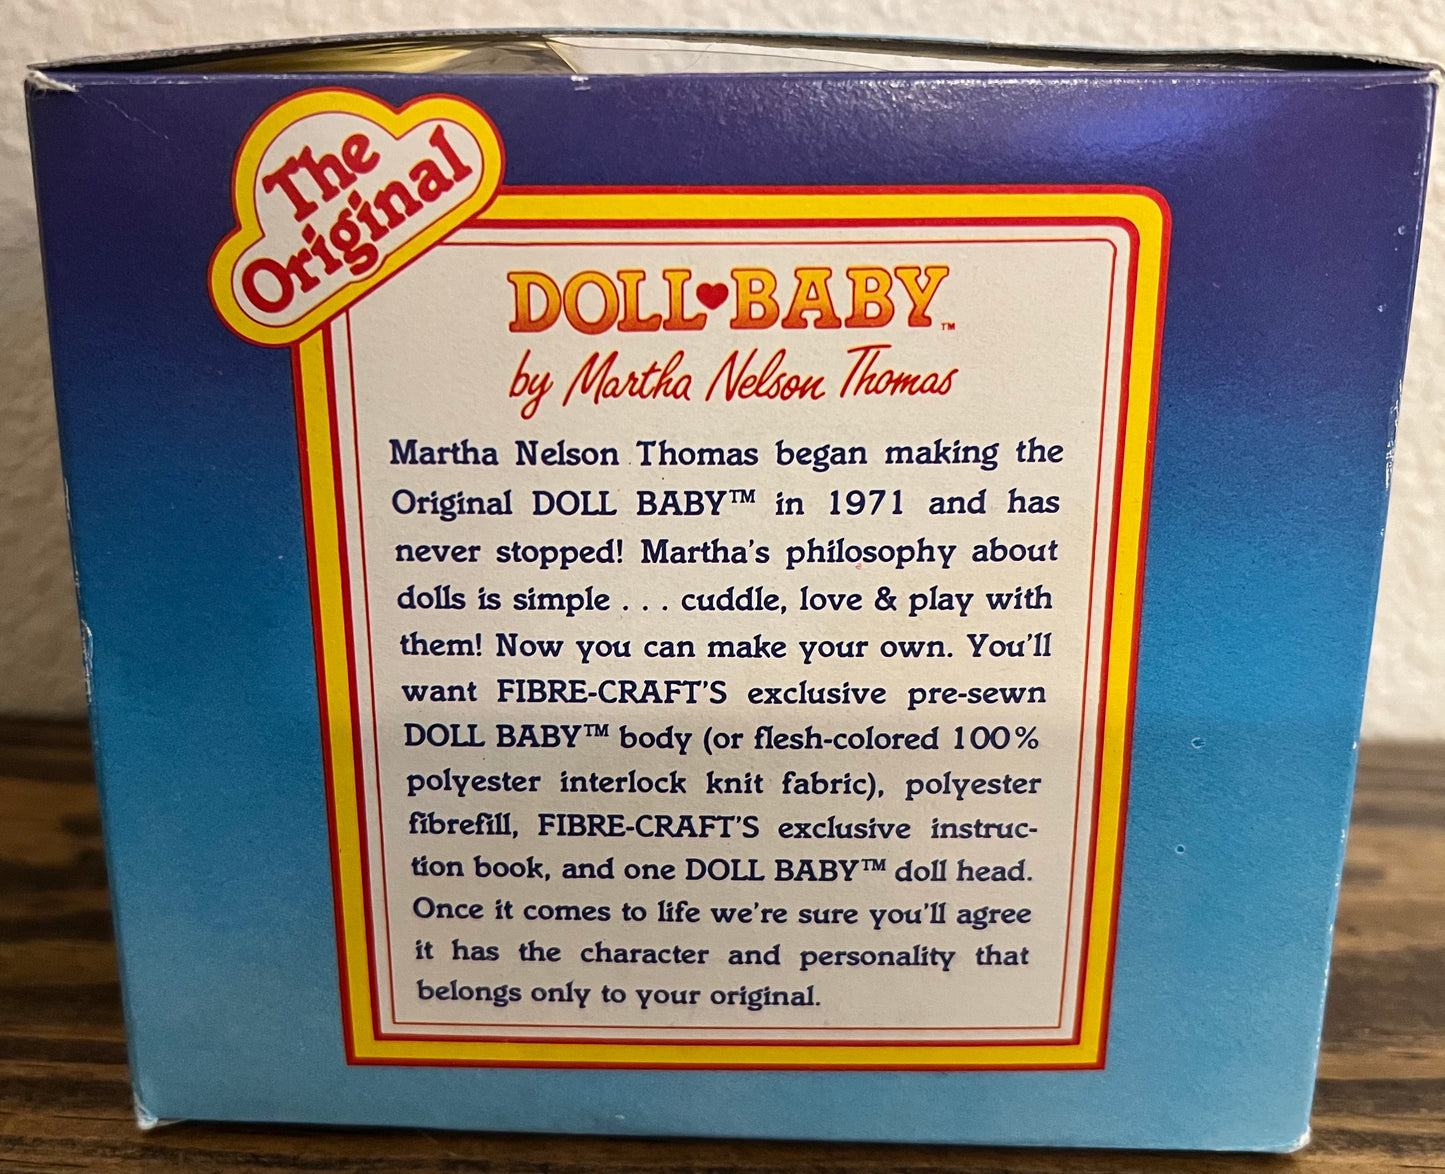 The
Original
DOLL♥BABY™
by Martha Nelson Thomas
Martha Nelson Thomas began making the
Original DOLL BABY™ in 1971 and has
never stopped! Martha's philosophy about
dolls is simple . . . cuddle, love & play with
them! Now you can make your own. You'll
want FIBRE-CRAFT'S exclusive pre-sewn
DOLL BABY™ body (or flesh-colored 100%
polyester interlock knit fabric), polyester
fibrefill, FIBRE-CRAFT'S exclusive instruc-
tion book, and one DOLL BABY™ doll head.
Once it comes to life we're sure you'll agree
it has the character and personality that
belongs only to your original.